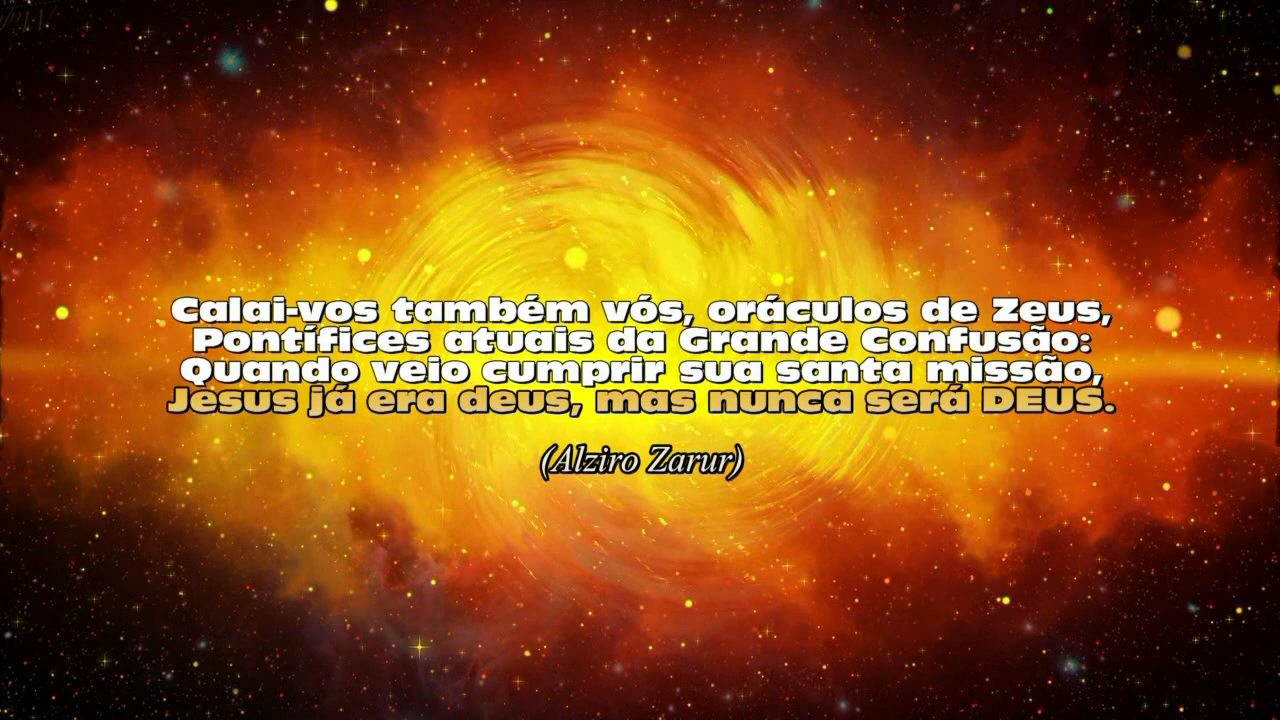 Calai-vos também vós, oráculos de Zeus,
Pontífices atuais da Grande Confusão:
Quando veio cumprir sua santa missão,
Jesus já era deus, mas nunca será DEUS.
(Alziro Zarur)